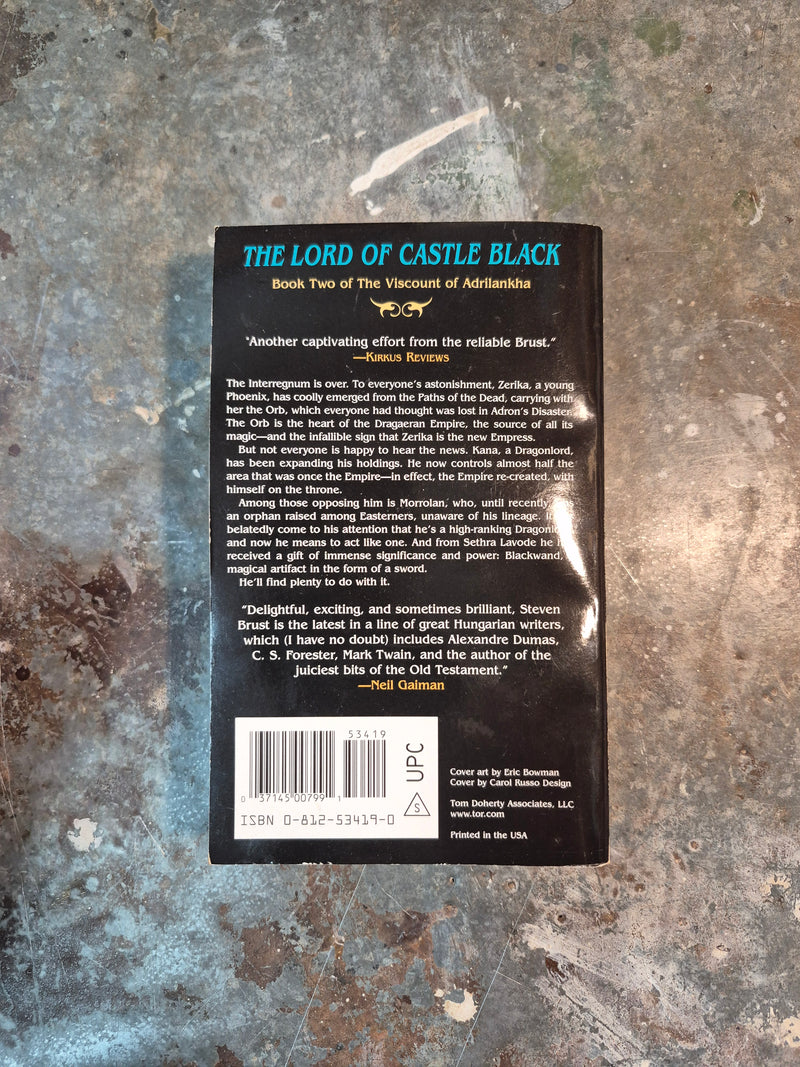 THE LORD OF CASTLE BLACK
Book Two of The Viscount of Adrilankha
"Another captivating effort from the reliable Brust."
—Kirkus Reviews
The Interregnum is over. To everyone's astonishment, Zerika, a young
Phoenix, has coolly emerged from the Paths of the Dead, carrying with
her the Orb, which everyone had thought was lost in Adron's Disaster.
The Orb is the heart of the Dragaeran Empire, the source of all its
magic—and the infallible sign that Zerika is the new Empress.
But not everyone is happy to hear the news. Kana, a Dragonlord,
has been expanding his holdings. He now controls almost half the
area that was once the Empire—in effect, the Empire re-created, with
himself on the throne.
Among those opposing him is Morrolan, who, until recently,
an orphan raised among Easterners, unaware of his lineage.
belatedly come to his attention that he's a high-ranking
and now he means to act like one. And from Sethra Lavode he
received a gift of immense significance and power: Blackwand,
magical artifact in the form of a sword.
He'll find plenty to do with it.
"Delightful, exciting, and sometimes brilliant, Steven
Brust is the latest in a line of great Hungarian writers,
which (I have no doubt) includes Alexandre Dumas,
C. S. Forester, Mark Twain, and the author of the
juiciest bits of the Old Testament."
—Neil Gaiman
53419
0 37145 00799 1
UPC
S
ISBN 0-812-53419-0
Cover art by Eric Bowman
Cover by Carol Russo Design
Tom Doherty Associates, LLC
www.tor.com
Printed in the USA